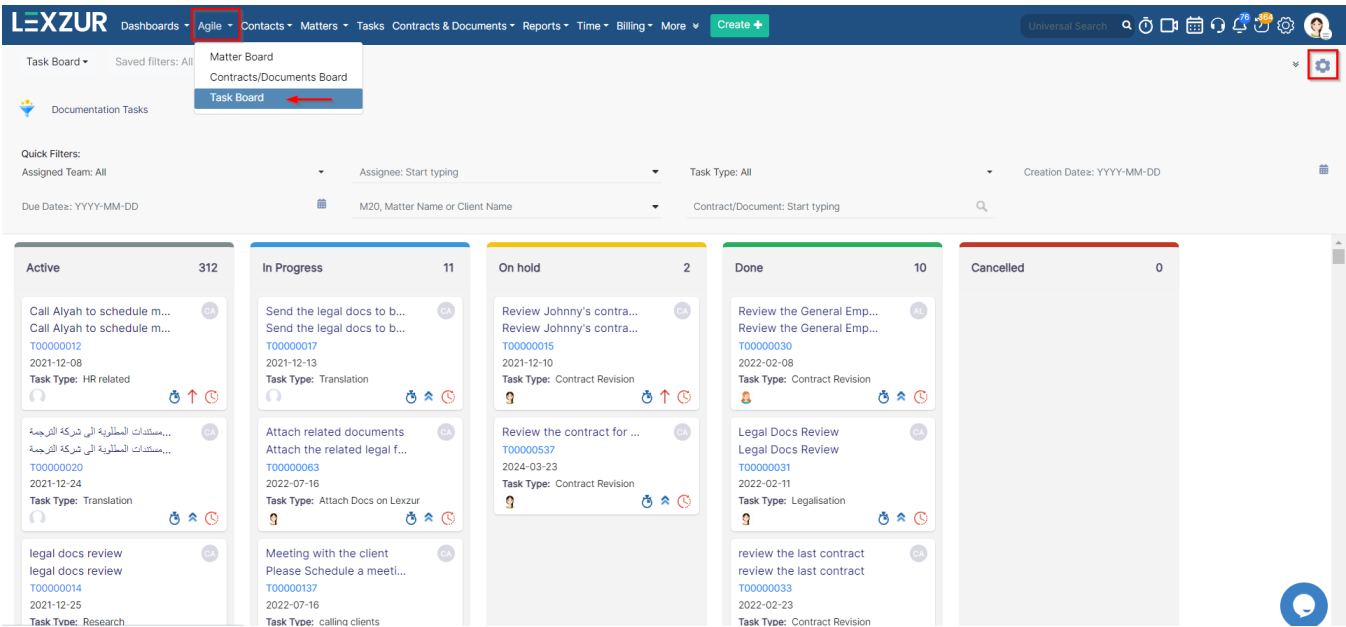 LEXZUR Dashboards Agile Contacts Matters Tasks Contracts & Documents Reports Time Billing More Create + Universal Search 76 864
Task Board Saved filters: All
Matter Board
Contracts/Documents Board
Task Board
Documentation Tasks
Quick Filters:
Assigned Team: All Assignee: Start typing Task Type: All Creation Date≥: YYYY-MM-DD
Due Date≥: YYYY-MM-DD M20, Matter Name or Client Name Contract/Document: Start typing
Active 312
In Progress 11
On hold 2
Done 10
Cancelled 0
Call Alyah to schedule m... CA
Call Alyah to schedule m...
T00000012
2021-12-08
Task Type: HR related
...مستندات المطلوبة الى شركة الترجمة CA
...مستندات المطلوبة الى شركة الترجمة
T00000020
2021-12-24
Task Type: Translation
legal docs review CA
legal docs review
T00000014
2021-12-25
Task Type: Research
Send the legal docs to b... CA
Send the legal docs to b...
T00000017
2021-12-13
Task Type: Translation
Attach related documents CA
Attach the related legal f...
T00000063
2022-07-16
Task Type: Attach Docs on Lexzur
Meeting with the client CA
Please Schedule a meeti...
T00000137
2022-07-16
Task Type: calling clients
Review Johnny's contra... CA
Review Johnny's contra...
T00000015
2021-12-10
Task Type: Contract Revision
Review the contract for ... CA
T00000537
2024-03-23
Task Type: Contract Revision
Review the General Emp... AL
Review the General Emp...
T00000030
2022-02-08
Task Type: Contract Revision
Legal Docs Review CA
Legal Docs Review
T00000031
2022-02-11
Task Type: Legalisation
review the last contract CA
review the last contract
T00000033
2022-02-23
Task Type: Contract Revision